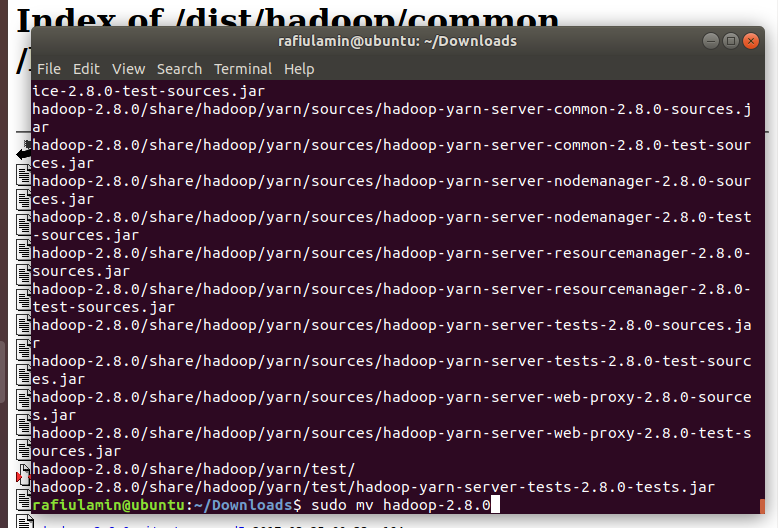 Index of /dist/hadoop/common
rafiulamin@ubuntu: ~/Downloads
File Edit View Search Terminal Help
ice-2.8.0-test-sources.jar
hadoop-2.8.0/share/hadoop/yarn/sources/hadoop-yarn-server-common-2.8.0-sources.j
ar
hadoop-2.8.0/share/hadoop/yarn/sources/hadoop-yarn-server-common-2.8.0-test-sour
ces.jar
hadoop-2.8.0/share/hadoop/yarn/sources/hadoop-yarn-server-nodemanager-2.8.0-sour
ces.jar
hadoop-2.8.0/share/hadoop/yarn/sources/hadoop-yarn-server-nodemanager-2.8.0-test
-sources.jar
hadoop-2.8.0/share/hadoop/yarn/sources/hadoop-yarn-server-resourcemanager-2.8.0-
sources.jar
hadoop-2.8.0/share/hadoop/yarn/sources/hadoop-yarn-server-resourcemanager-2.8.0-
test-sources.jar
hadoop-2.8.0/share/hadoop/yarn/sources/hadoop-yarn-server-tests-2.8.0-sources.ja
r
hadoop-2.8.0/share/hadoop/yarn/sources/hadoop-yarn-server-tests-2.8.0-test-sourc
es.jar
hadoop-2.8.0/share/hadoop/yarn/sources/hadoop-yarn-server-web-proxy-2.8.0-source
s.jar
hadoop-2.8.0/share/hadoop/yarn/sources/hadoop-yarn-server-web-proxy-2.8.0-test-s
ources.jar
hadoop-2.8.0/share/hadoop/yarn/test/
hadoop-2.8.0/share/hadoop/yarn/test/hadoop-yarn-server-tests-2.8.0-tests.jar
rafiulamin@ubuntu:~/Downloads$ sudo mv hadoop-2.8.0